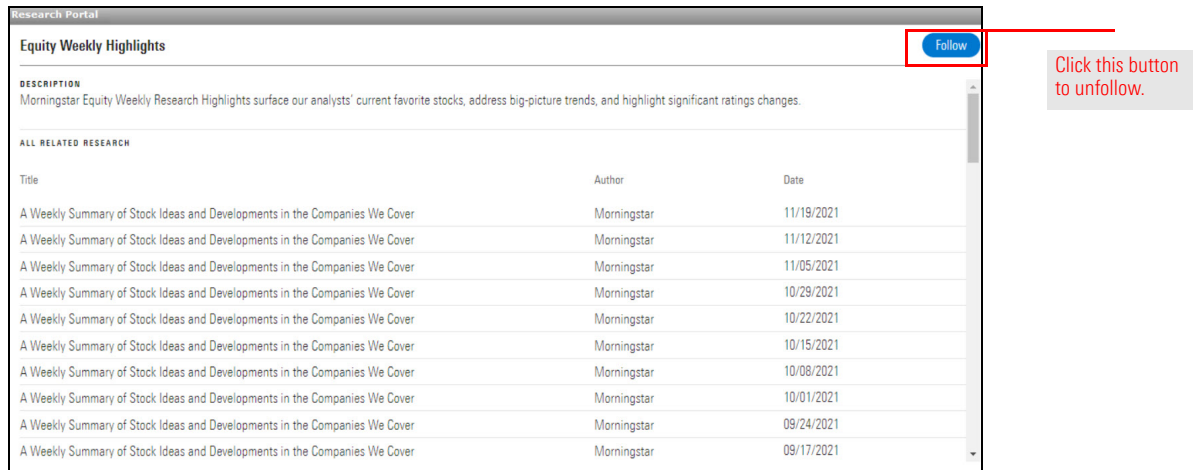 Research Portal
Equity Weekly Highlights
Follow
Click this button
to unfollow.
DESCRIPTION
Morningstar Equity Weekly Research Highlights surface our analysts' current favorite stocks, address big-picture trends, and highlight significant ratings changes.
ALL RELATED RESEARCH
Title Author Date
A Weekly Summary of Stock Ideas and Developments in the Companies We Cover Morningstar 11/19/2021
A Weekly Summary of Stock Ideas and Developments in the Companies We Cover Morningstar 11/12/2021
A Weekly Summary of Stock Ideas and Developments in the Companies We Cover Morningstar 11/05/2021
A Weekly Summary of Stock Ideas and Developments in the Companies We Cover Morningstar 10/29/2021
A Weekly Summary of Stock Ideas and Developments in the Companies We Cover Morningstar 10/22/2021
A Weekly Summary of Stock Ideas and Developments in the Companies We Cover Morningstar 10/15/2021
A Weekly Summary of Stock Ideas and Developments in the Companies We Cover Morningstar 10/08/2021
A Weekly Summary of Stock Ideas and Developments in the Companies We Cover Morningstar 10/01/2021
A Weekly Summary of Stock Ideas and Developments in the Companies We Cover Morningstar 09/24/2021
A Weekly Summary of Stock Ideas and Developments in the Companies We Cover Morningstar 09/17/2021